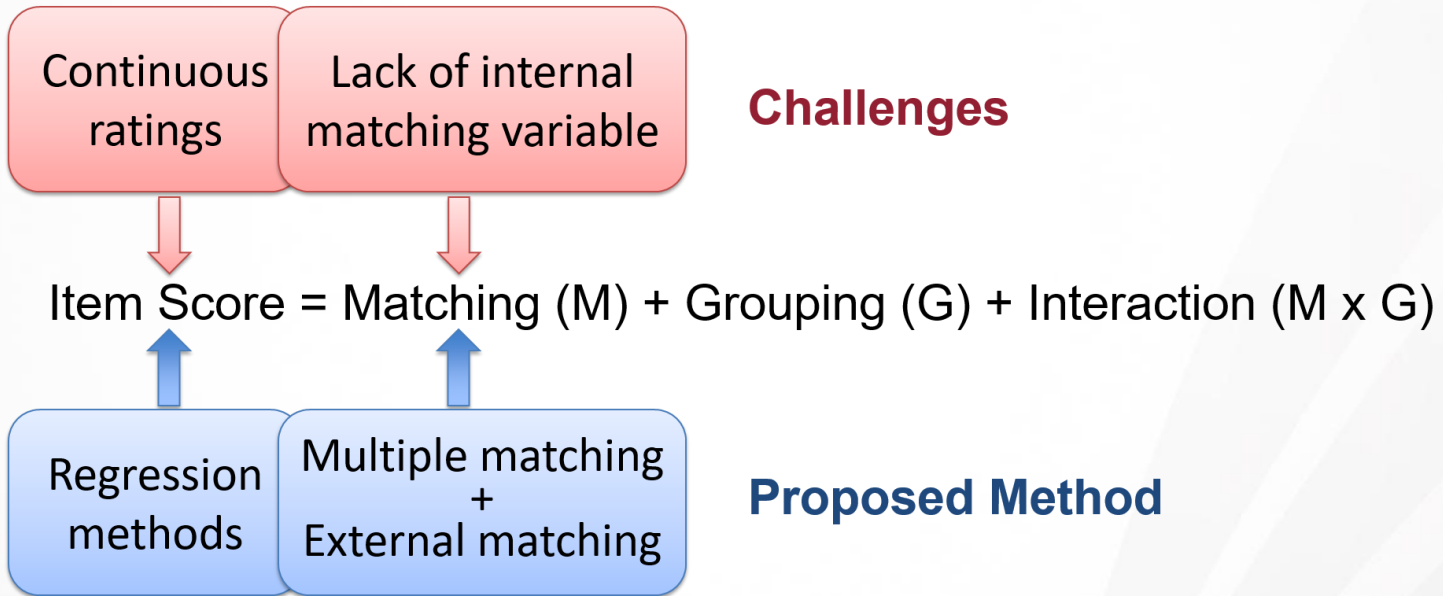 Continuous
ratings
Lack of internal
matching variable
Challenges
Item Score = Matching (M) + Grouping (G) + Interaction (M x G)
Regression
methods
Multiple matching
+
External matching
Proposed Method